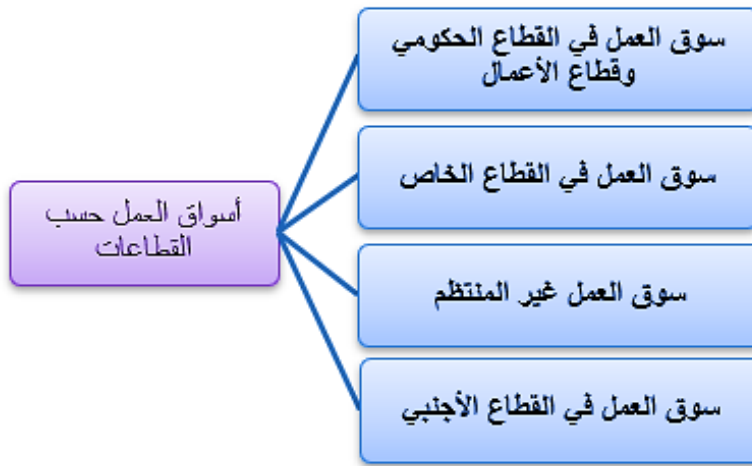 سوق العمل في القطاع الحكومي
وقطاع الأعمال
سوق العمل في القطاع الخاص
أسواق العمل حسب
القطاعات
سوق العمل غير المنتظم
سوق العمل في القطاع الأجنبي